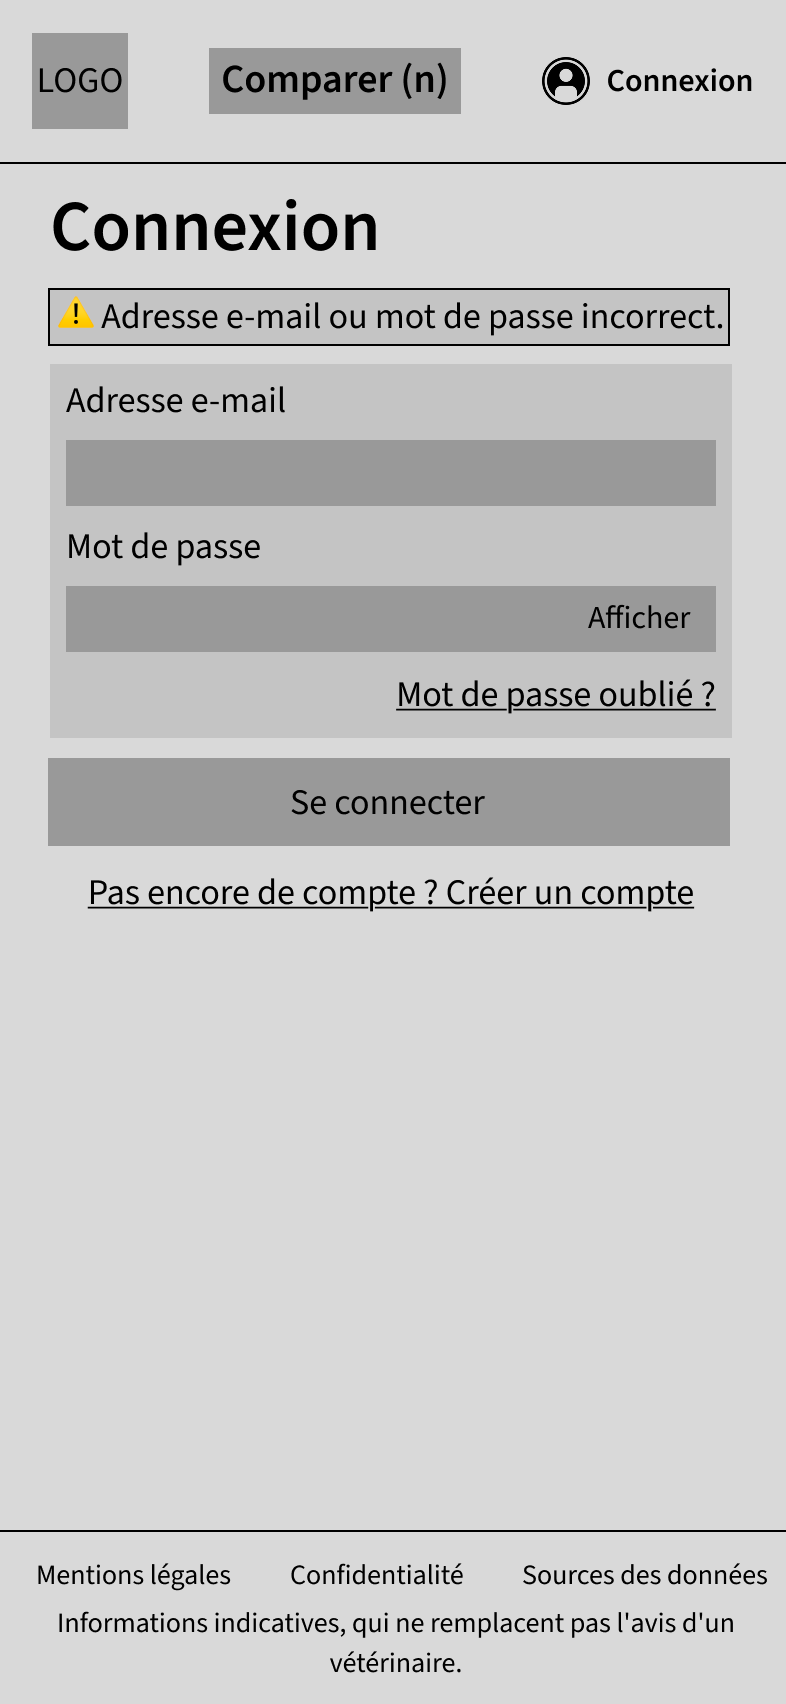 LOGO
Comparer (n)
Connexion
Connexion
⚠️ Adresse e-mail ou mot de passe incorrect.
Adresse e-mail
Mot de passe
Afficher
Mot de passe oublié ?
Se connecter
Pas encore de compte ? Créer un compte
Mentions légales
Confidentialité
Sources des données
Informations indicatives, qui ne remplacent pas l'avis d'un
vétérinaire.